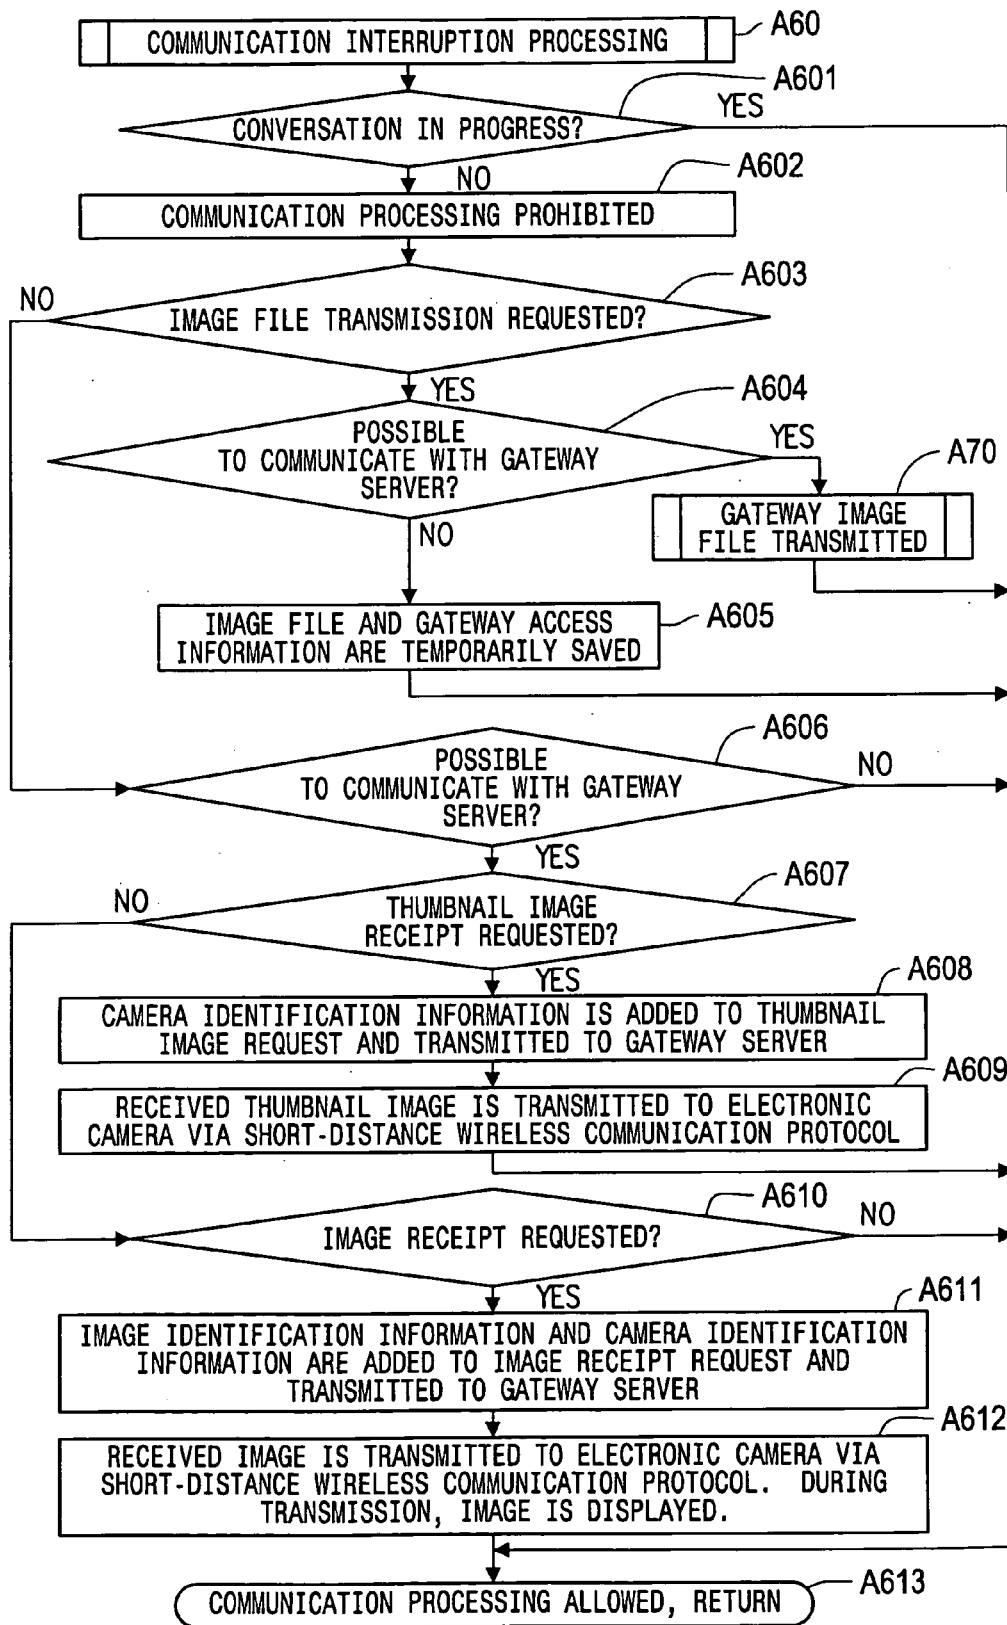 COMMUNICATION INTERRUPTION PROCESSING
A60
A601
CONVERSATION IN PROGRESS?
YES
NO
A602
COMMUNICATION PROCESSING PROHIBITED
A603
NO
IMAGE FILE TRANSMISSION REQUESTED?
YES
A604
POSSIBLE
TO COMMUNICATE WITH GATEWAY
SERVER?
YES
A70
GATEWAY IMAGE
FILE TRANSMITTED
NO
A605
IMAGE FILE AND GATEWAY ACCESS
INFORMATION ARE TEMPORARILY SAVED
A606
POSSIBLE
TO COMMUNICATE WITH GATEWAY
SERVER?
NO
YES
A607
NO
THUMBNAIL IMAGE
RECEIPT REQUESTED?
YES
A608
CAMERA IDENTIFICATION INFORMATION IS ADDED TO THUMBNAIL
IMAGE REQUEST AND TRANSMITTED TO GATEWAY SERVER
A609
RECEIVED THUMBNAIL IMAGE IS TRANSMITTED TO ELECTRONIC
CAMERA VIA SHORT-DISTANCE WIRELESS COMMUNICATION PROTOCOL
A610
IMAGE RECEIPT REQUESTED?
NO
YES
A611
IMAGE IDENTIFICATION INFORMATION AND CAMERA IDENTIFICATION
INFORMATION ARE ADDED TO IMAGE RECEIPT REQUEST AND
TRANSMITTED TO GATEWAY SERVER
A612
RECEIVED IMAGE IS TRANSMITTED TO ELECTRONIC CAMERA VIA
SHORT-DISTANCE WIRELESS COMMUNICATION PROTOCOL. DURING
TRANSMISSION, IMAGE IS DISPLAYED.
A613
COMMUNICATION PROCESSING ALLOWED, RETURN